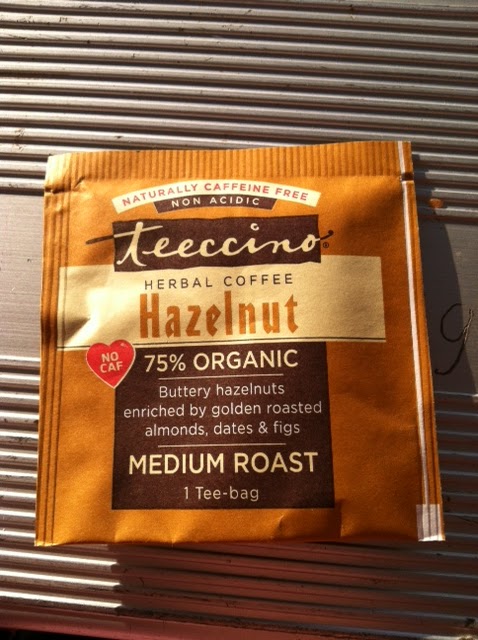 NATURALLY CAFFEINE FREE
NON ACIDIC
teeccino®
HERBAL COFFEE
Hazelnut
NO
CAF
75% ORGANIC
Buttery hazelnuts
enriched by golden roasted
almonds, dates & figs
MEDIUM ROAST
1 Tee-bag